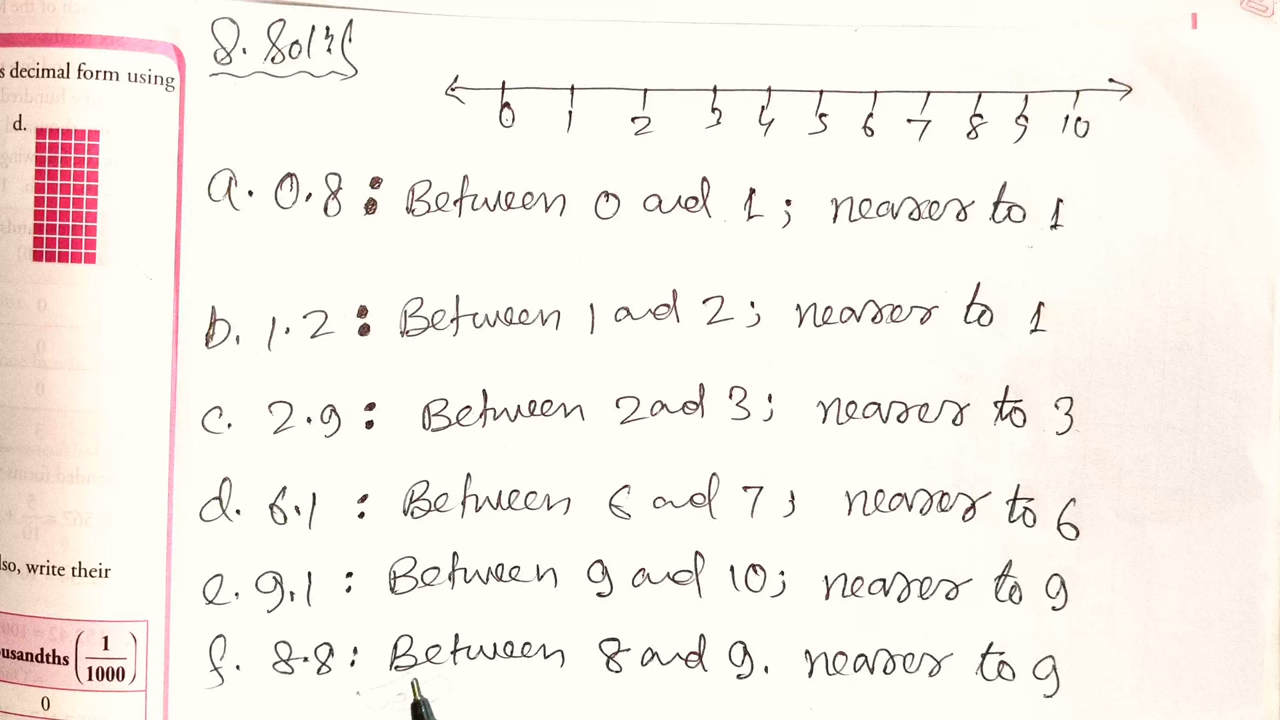 s decimal form using
d.
8. Solⁿ
0 1 2 3 4 5 6 7 8 9 10
a. 0.8 : Between 0 and 1 ; nearer to 1
b. 1.2 : Between 1 and 2 ; nearer to 1
c. 2.9 : Between 2 and 3 ; nearer to 3
d. 6.1 : Between 6 and 7 ; nearer to 6
e. 9.1 : Between 9 and 10; nearer to 9
f. 8.8 : Between 8 and 9. nearer to 9
lso, write their
usandths (1/1000)
0